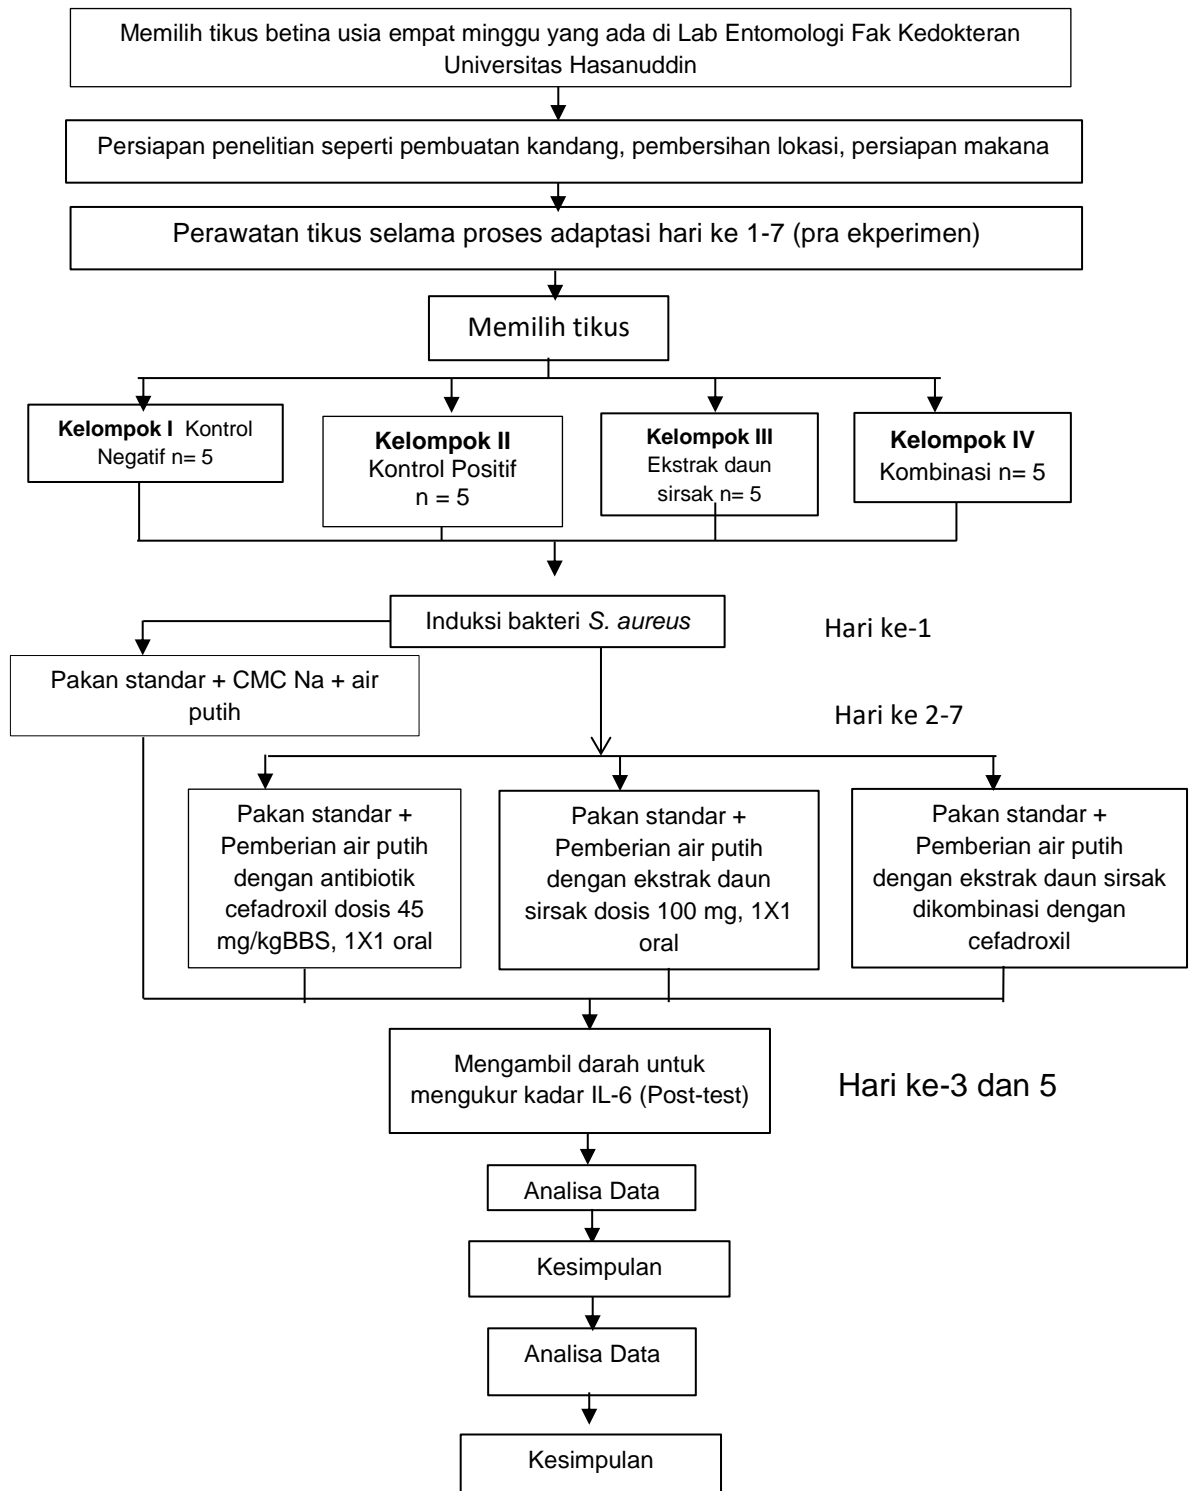 Memilih tikus betina usia empat minggu yang ada di Lab Entomologi Fak Kedokteran
Universitas Hasanuddin
Persiapan penelitian seperti pembuatan kandang, pembersihan lokasi, persiapan makana
Perawatan tikus selama proses adaptasi hari ke 1-7 (pra ekperimen)
Memilih tikus
Kelompok I Kontrol
Negatif n= 5
Kelompok II
Kontrol Positif
n = 5
Kelompok III
Ekstrak daun
sirsak n= 5
Kelompok IV
Kombinasi n= 5
Induksi bakteri S. aureus
Hari ke-1
Pakan standar + CMC Na + air
putih
Hari ke 2-7
Pakan standar +
Pemberian air putih
dengan antibiotik
cefadroxil dosis 45
mg/kgBBS, 1X1 oral
Pakan standar +
Pemberian air putih
dengan ekstrak daun
sirsak dosis 100 mg, 1X1
oral
Pakan standar +
Pemberian air putih
dengan ekstrak daun sirsak
dikombinasi dengan
cefadroxil
Mengambil darah untuk
mengukur kadar IL-6 (Post-test)
Hari ke-3 dan 5
Analisa Data
Kesimpulan
Analisa Data
Kesimpulan